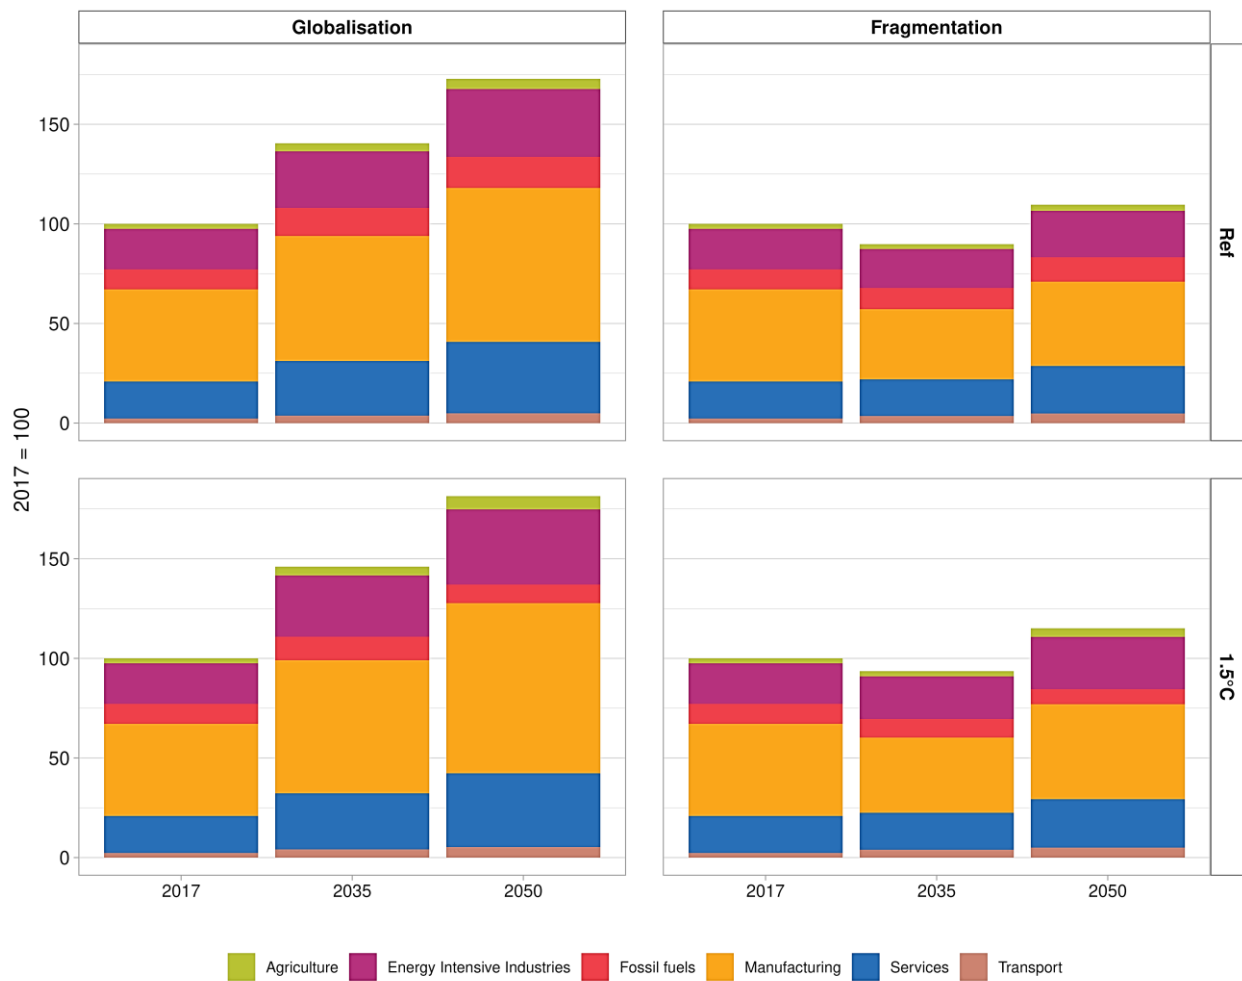 Globalisation
Fragmentation
150
100
50
0
Ref
2017 = 100
150
100
50
0
1.5°C
2017
2035
2050
2017
2035
2050
Agriculture
Energy Intensive Industries
Fossil fuels
Manufacturing
Services
Transport